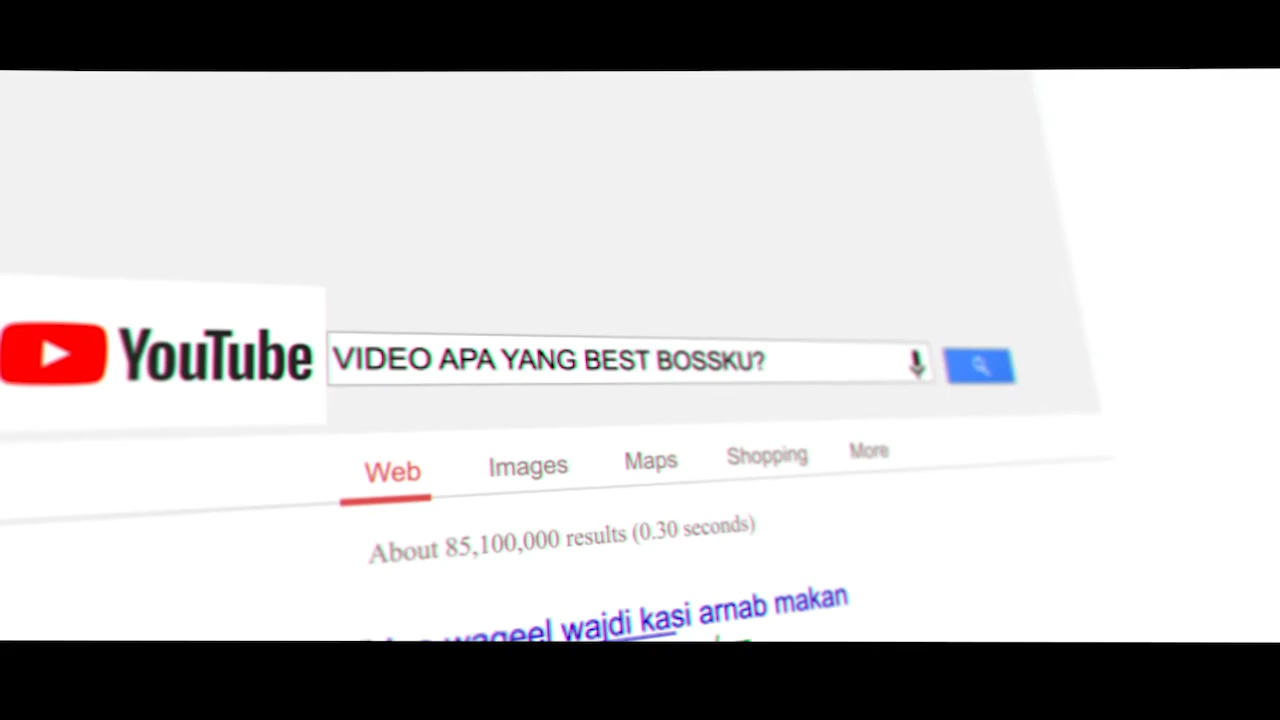 YouTube
VIDEO APA YANG BEST BOSSKU?
Web Images Maps Shopping More
About 85,100,000 results (0.30 seconds)
waqeel wajdi kasi arnab makan